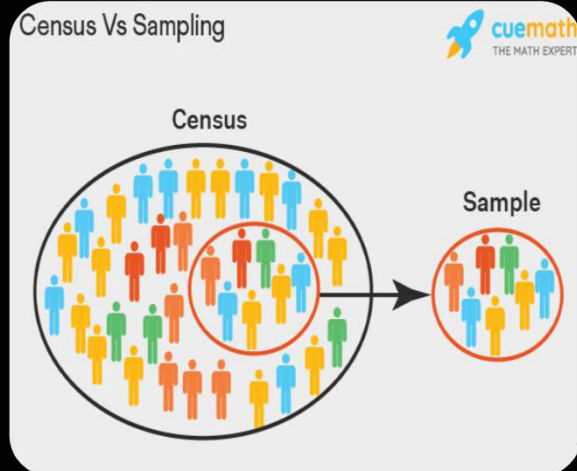 Census Vs Sampling
cuemath
THE MATH EXPERT
Census
Sample